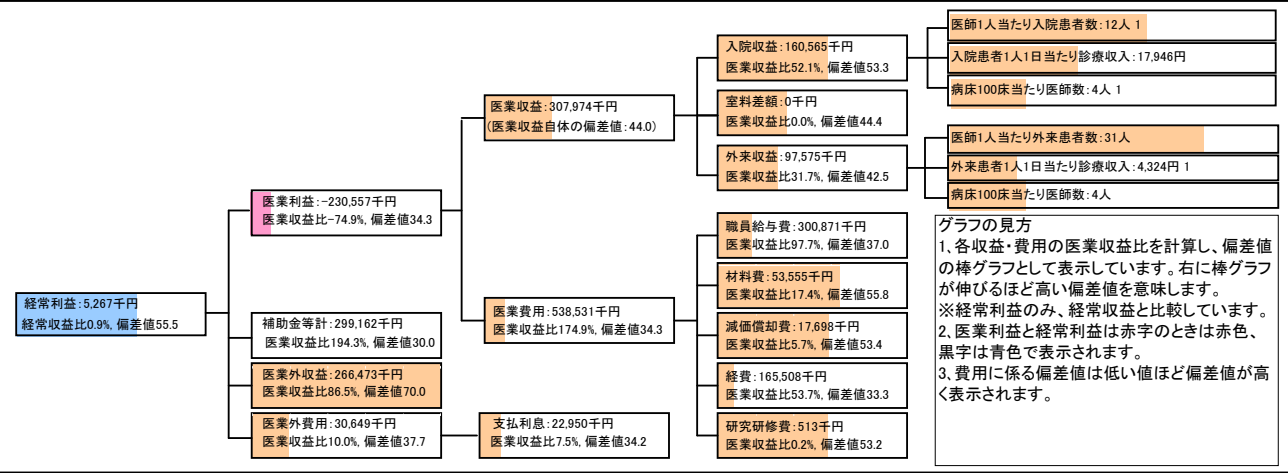 経常利益:5,267千円
経常収支比0.9%, 偏差値55.5
医業利益:-230,557千円
医業収益比-74.9%, 偏差値34.3
補助金等計:299,162千円
医業収益比194.3%, 偏差値30.0
医業外収益:266,473千円
医業収益比86.5%, 偏差値70.0
医業外費用:30,649千円
医業収益比10.0%, 偏差値37.7
支払利息:22,950千円
医業収益比7.5%, 偏差値34.2
医業収益:307,974千円
(医業収益自体の偏差値:44.0)
医業費用:538,531千円
医業収益比174.9%, 偏差値34.3
入院収益:160,565千円
医業収益比52.1%, 偏差値53.3
室料差額:0千円
医業収益比0.0%, 偏差値44.4
外来収益:97,575千円
医業収益比31.7%, 偏差値42.5
職員給与費:300,871千円
医業収益比97.7%, 偏差値37.0
材料費:53,555千円
医業収益比17.4%, 偏差値55.8
減価償却費:17,698千円
医業収益比5.7%, 偏差値53.4
経費:165,508千円
医業収益比53.7%, 偏差値33.3
研究研修費:513千円
医業収益比0.2%, 偏差値53.2
医師1人当たり入院患者数:12人 1
入院患者1人1日当たり診療収入:17,946円
病床100床当たり医師数:4人 1
医師1人当たり外来患者数:31人
外来患者1人1日当たり診療収入:4,324円 1
病床100床当たり医師数:4人
グラフの見方
1、各収益・費用の医業収益比を計算し、偏差値
の棒グラフとして表示しています。右に棒グラフ
が伸びるほど高い偏差値を意味します。
※経常利益のみ、経常収益と比較しています。
2、医業利益と経常利益は赤字のときは赤色、
黒字は青色で表示されます。
3、費用に係る偏差値は低い値ほど偏差値が高
く表示されます。